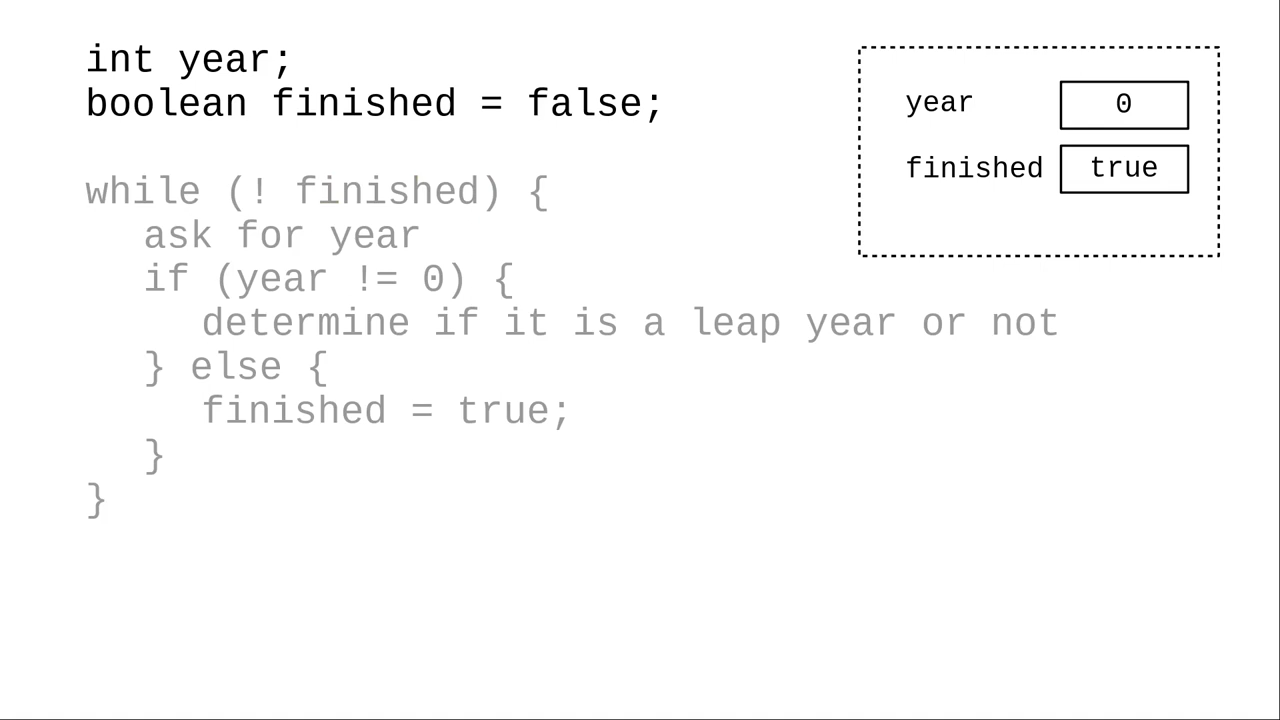 int year;
boolean finished = false;
while (! finished) {
ask for year
if (year != 0) {
determine if it is a leap year or not
} else {
finished = true;
}
}
year 0
finished true